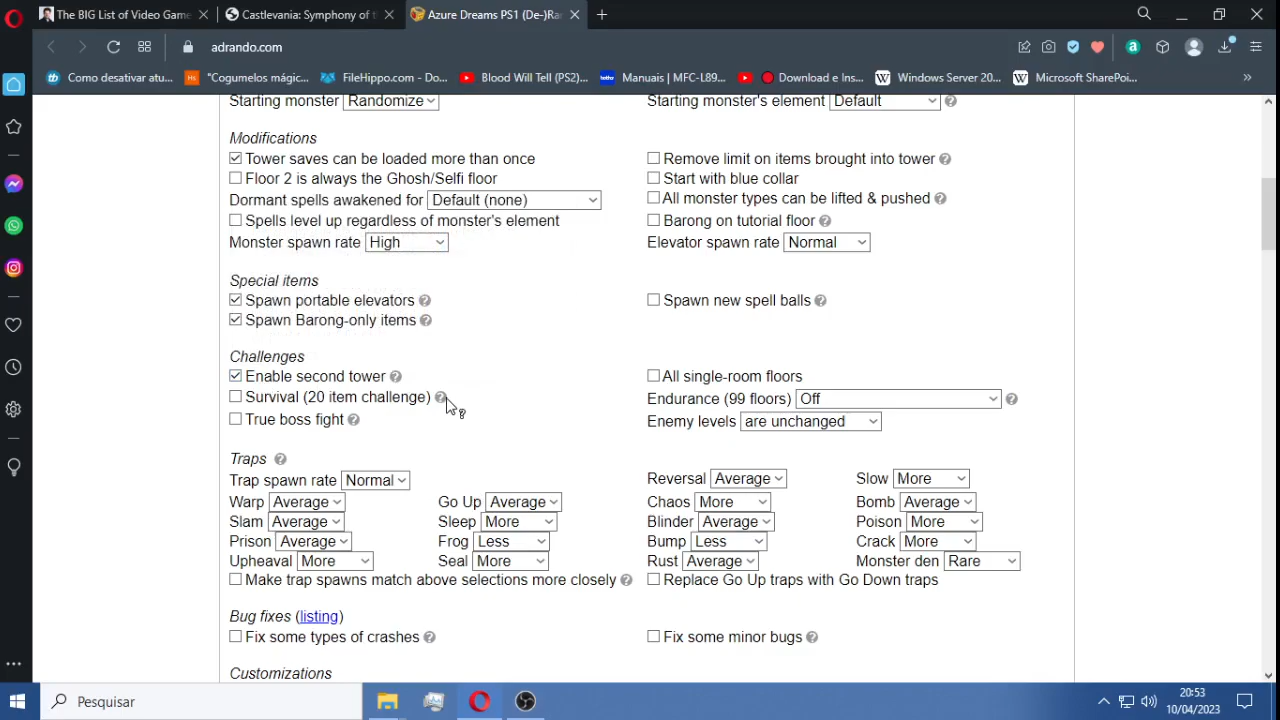 The BIG List of Video Game
Castlevania: Symphony of th
Azure Dreams PS1 (De-)Ran
adrando.com
Como desativar atu...
"Cogumelos mágic...
FileHippo.com - Do...
Blood Will Tell (PS2)...
Manuais | MFC-L89...
Download e Ins...
Windows Server 20...
Microsoft SharePoi...
Starting monster Randomize
Starting monster's element Default
Modifications
Tower saves can be loaded more than once
Remove limit on items brought into tower
Floor 2 is always the Ghosh/Selfi floor
Start with blue collar
Dormant spells awakened for Default (none)
All monster types can be lifted & pushed
Spells level up regardless of monster's element
Barong on tutorial floor
Monster spawn rate High
Elevator spawn rate Normal
Special items
Spawn portable elevators
Spawn new spell balls
Spawn Barong-only items
Challenges
Enable second tower
All single-room floors
Survival (20 item challenge)
Endurance (99 floors) Off
True boss fight
Enemy levels are unchanged
Traps
Trap spawn rate Normal
Reversal Average
Slow More
Warp Average
Go Up Average
Chaos More
Bomb Average
Slam Average
Sleep More
Blinder Average
Poison More
Prison Average
Frog Less
Bump Less
Crack More
Upheaval More
Seal More
Rust Average
Monster den Rare
Make trap spawns match above selections more closely
Replace Go Up traps with Go Down traps
Bug fixes (listing)
Fix some types of crashes
Fix some minor bugs
Customizations
Pesquisar
20:53
10/04/2023